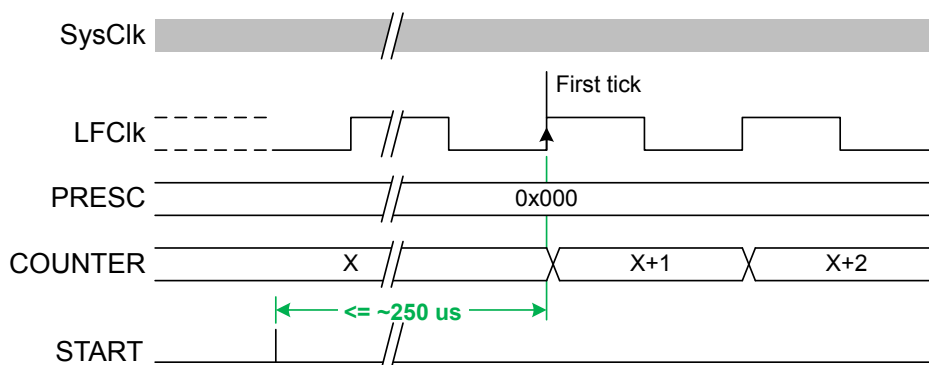 SysClk
First tick
LFClk
PRESC
0x000
COUNTER
X
X+1
X+2
<= ~250 us
START